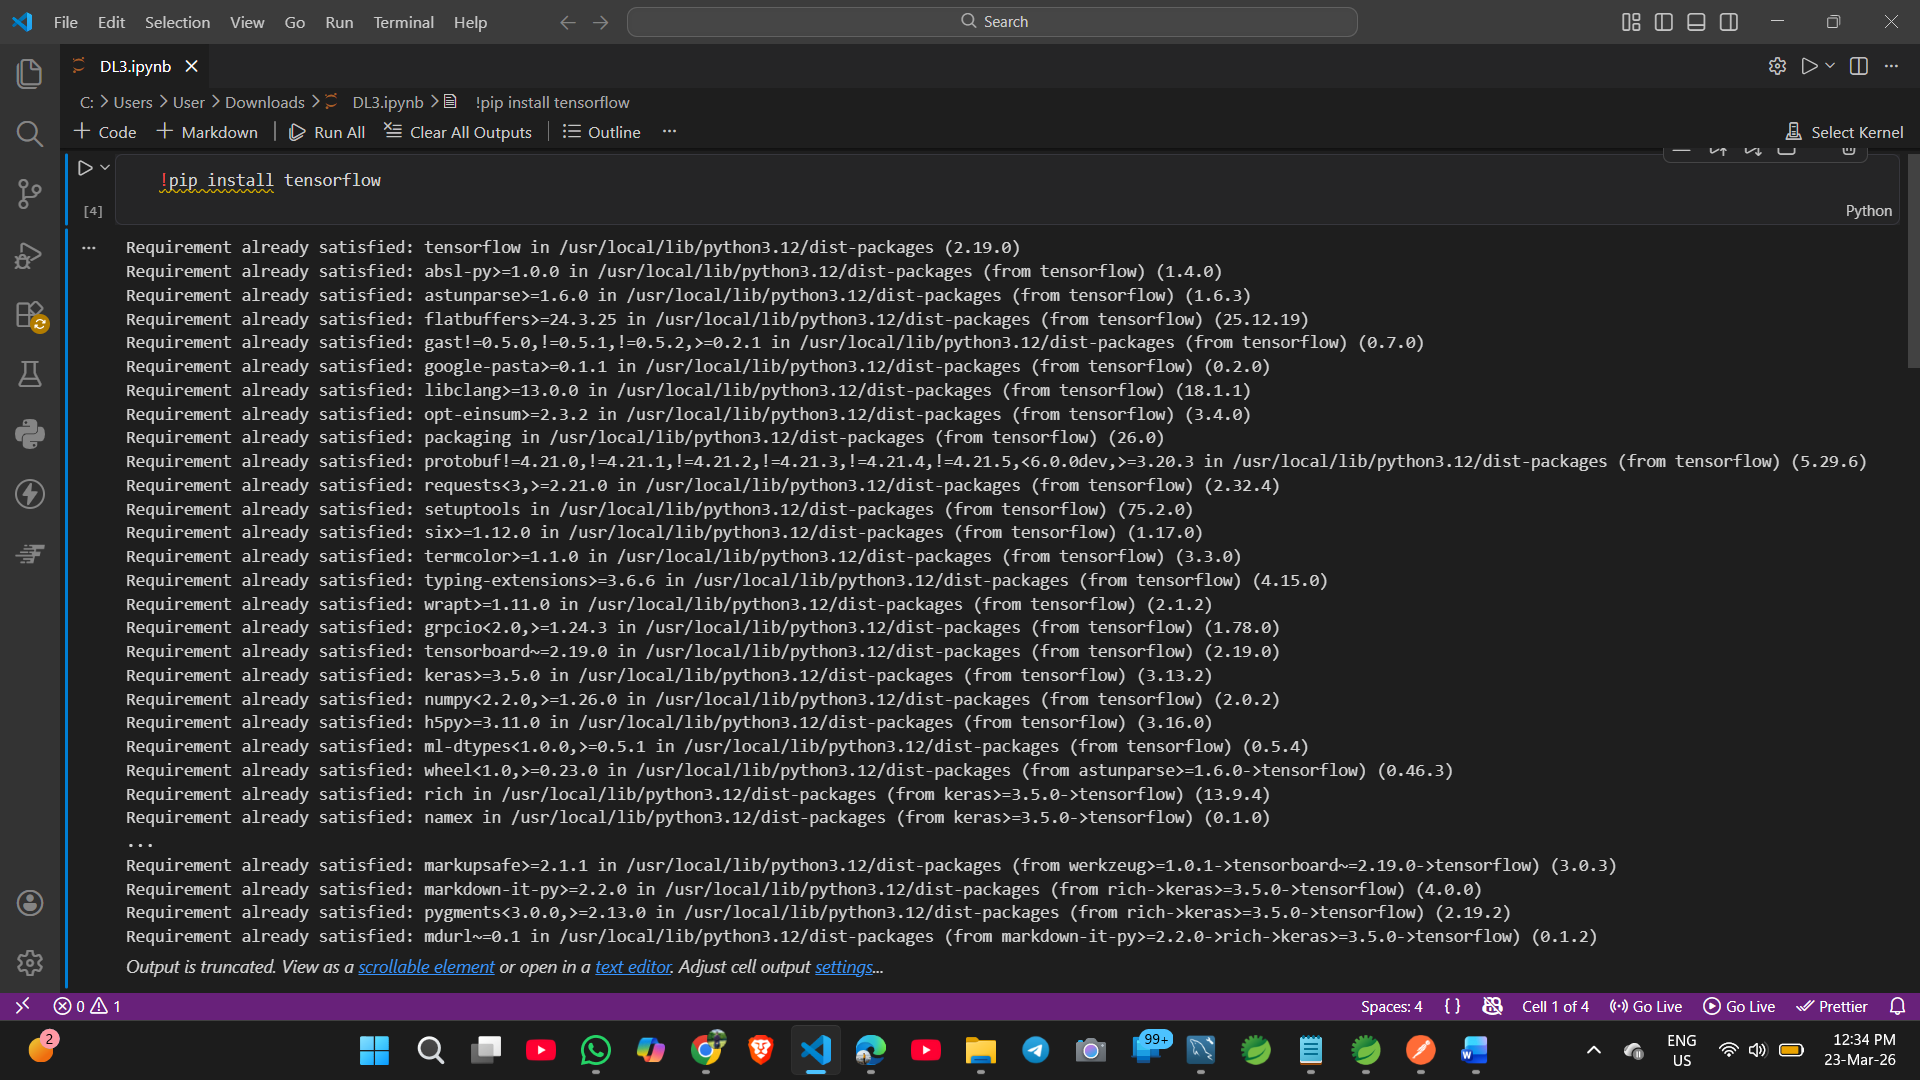 File Edit Selection View Go Run Terminal Help
Search
DL3.ipynb
C: Users User Downloads DL3.ipynb !pip install tensorflow
Code Markdown Run All Clear All Outputs Outline ...
Select Kernel
!pip install tensorflow
[4]
Python
Requirement already satisfied: tensorflow in /usr/local/lib/python3.12/dist-packages (2.19.0)
Requirement already satisfied: absl-py>=1.0.0 in /usr/local/lib/python3.12/dist-packages (from tensorflow) (1.4.0)
Requirement already satisfied: astunparse>=1.6.0 in /usr/local/lib/python3.12/dist-packages (from tensorflow) (1.6.3)
Requirement already satisfied: flatbuffers>=24.3.25 in /usr/local/lib/python3.12/dist-packages (from tensorflow) (25.12.19)
Requirement already satisfied: gast!=0.5.0,!=0.5.1,!=0.5.2,>=0.2.1 in /usr/local/lib/python3.12/dist-packages (from tensorflow) (0.7.0)
Requirement already satisfied: google-pasta>=0.1.1 in /usr/local/lib/python3.12/dist-packages (from tensorflow) (0.2.0)
Requirement already satisfied: libclang>=13.0.0 in /usr/local/lib/python3.12/dist-packages (from tensorflow) (18.1.1)
Requirement already satisfied: opt-einsum>=2.3.2 in /usr/local/lib/python3.12/dist-packages (from tensorflow) (3.4.0)
Requirement already satisfied: packaging in /usr/local/lib/python3.12/dist-packages (from tensorflow) (26.0)
Requirement already satisfied: protobuf!=4.21.0,!=4.21.1,!=4.21.2,!=4.21.3,!=4.21.4,!=4.21.5,<6.0.0dev,>=3.20.3 in /usr/local/lib/python3.12/dist-packages (from tensorflow) (5.29.6)
Requirement already satisfied: requests<3,>=2.21.0 in /usr/local/lib/python3.12/dist-packages (from tensorflow) (2.32.4)
Requirement already satisfied: setuptools in /usr/local/lib/python3.12/dist-packages (from tensorflow) (75.2.0)
Requirement already satisfied: six>=1.12.0 in /usr/local/lib/python3.12/dist-packages (from tensorflow) (1.17.0)
Requirement already satisfied: termcolor>=1.1.0 in /usr/local/lib/python3.12/dist-packages (from tensorflow) (3.3.0)
Requirement already satisfied: typing-extensions>=3.6.6 in /usr/local/lib/python3.12/dist-packages (from tensorflow) (4.15.0)
Requirement already satisfied: wrapt>=1.11.0 in /usr/local/lib/python3.12/dist-packages (from tensorflow) (2.1.2)
Requirement already satisfied: grpcio<2.0,>=1.24.3 in /usr/local/lib/python3.12/dist-packages (from tensorflow) (1.78.0)
Requirement already satisfied: tensorboard~=2.19.0 in /usr/local/lib/python3.12/dist-packages (from tensorflow) (2.19.0)
Requirement already satisfied: keras>=3.5.0 in /usr/local/lib/python3.12/dist-packages (from tensorflow) (3.13.2)
Requirement already satisfied: numpy<2.2.0,>=1.26.0 in /usr/local/lib/python3.12/dist-packages (from tensorflow) (2.0.2)
Requirement already satisfied: h5py>=3.11.0 in /usr/local/lib/python3.12/dist-packages (from tensorflow) (3.16.0)
Requirement already satisfied: ml-dtypes<1.0.0,>=0.5.1 in /usr/local/lib/python3.12/dist-packages (from tensorflow) (0.5.4)
Requirement already satisfied: wheel<1.0,>=0.23.0 in /usr/local/lib/python3.12/dist-packages (from astunparse>=1.6.0->tensorflow) (0.46.3)
Requirement already satisfied: rich in /usr/local/lib/python3.12/dist-packages (from keras>=3.5.0->tensorflow) (13.9.4)
Requirement already satisfied: namex in /usr/local/lib/python3.12/dist-packages (from keras>=3.5.0->tensorflow) (0.1.0)
...
Requirement already satisfied: markupsafe>=2.1.1 in /usr/local/lib/python3.12/dist-packages (from werkzeug>=1.0.1->tensorboard~=2.19.0->tensorflow) (3.0.3)
Requirement already satisfied: markdown-it-py>=2.2.0 in /usr/local/lib/python3.12/dist-packages (from rich->keras>=3.5.0->tensorflow) (4.0.0)
Requirement already satisfied: pygments<3.0.0,>=2.13.0 in /usr/local/lib/python3.12/dist-packages (from rich->keras>=3.5.0->tensorflow) (2.19.2)
Requirement already satisfied: mdurl~=0.1 in /usr/local/lib/python3.12/dist-packages (from markdown-it-py>=2.2.0->rich->keras>=3.5.0->tensorflow) (0.1.2)
Output is truncated. View as a scrollable element or open in a text editor. Adjust cell output settings...
0 1 Spaces: 4 { } Cell 1 of 4 Go Live Go Live Prettier
2
99+
ENG
US
12:34 PM
23-Mar-26